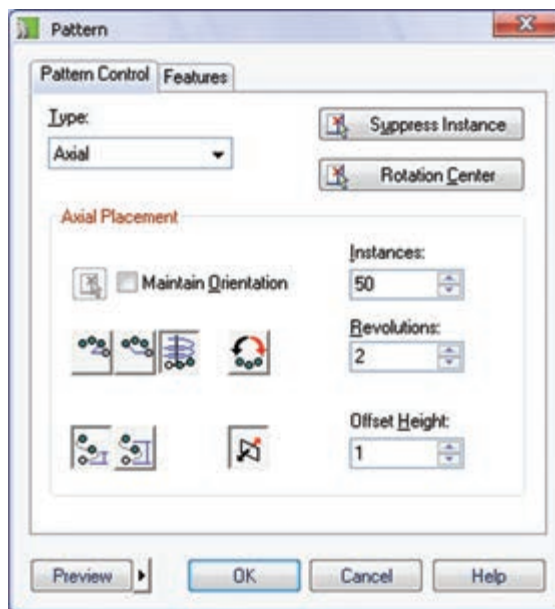 Pattern
Pattern Control Features
Type:
Axial
Suppress Instance
Rotation Center
Axial Placement
Maintain Orientation
Instances:
50
Revolutions:
2
Offset Height:
1
Preview OK Cancel Help